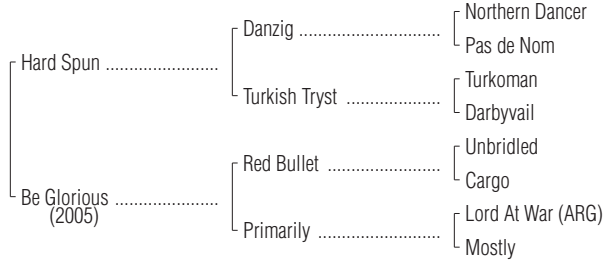 Northern Dancer
Danzig ........................
Pas de Nom
Hard Spun ...................
Turkoman
Turkish Tryst ................
Darbyvail
Unbridled
Red Bullet ...................
Cargo
Be Glorious .................
(2005)
Lord At War (ARG)
Primarily .....................
Mostly